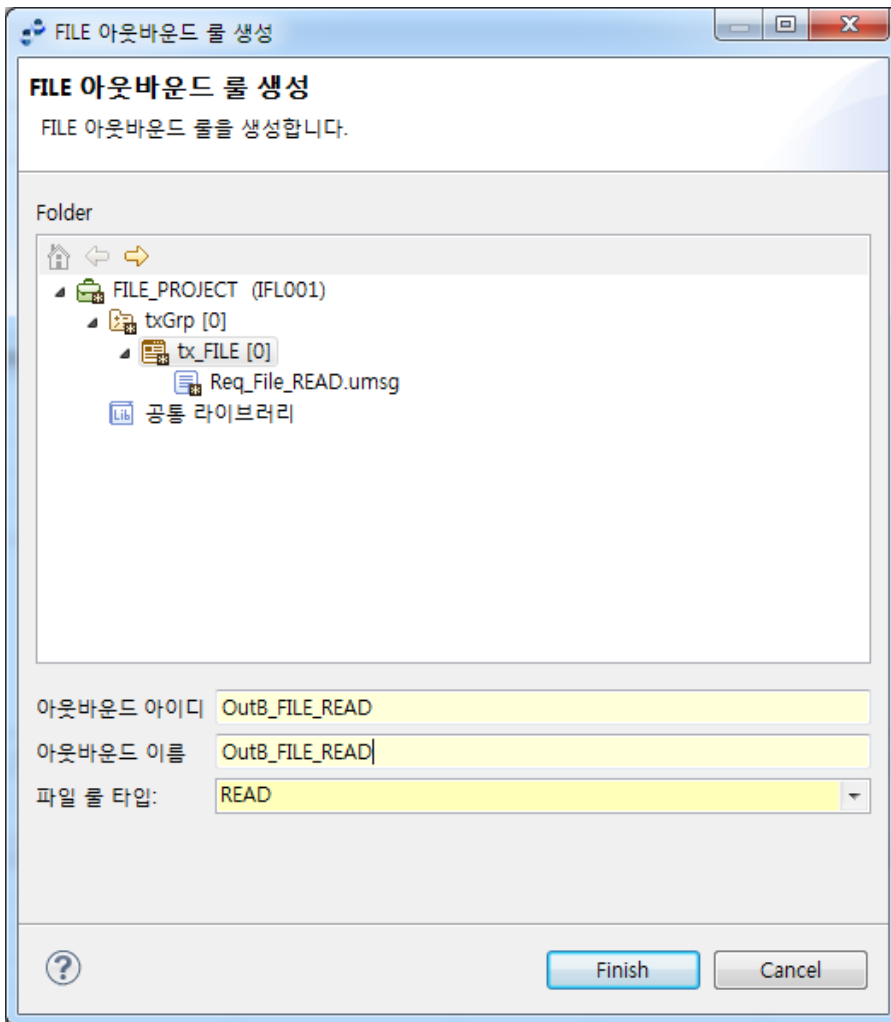 FILE 아웃바운드 룰 생성
FILE 아웃바운드 룰 생성
FILE 아웃바운드 룰을 생성합니다.
Folder
FILE_PROJECT (IFL001)
txGrp [0]
tx_FILE [0]
Req_File_READ.umsg
Lib 공통 라이브러리
아웃바운드 아이디 OutB_FILE_READ
아웃바운드 이름 OutB_FILE_READ
파일 룰 타입: READ
? Finish Cancel